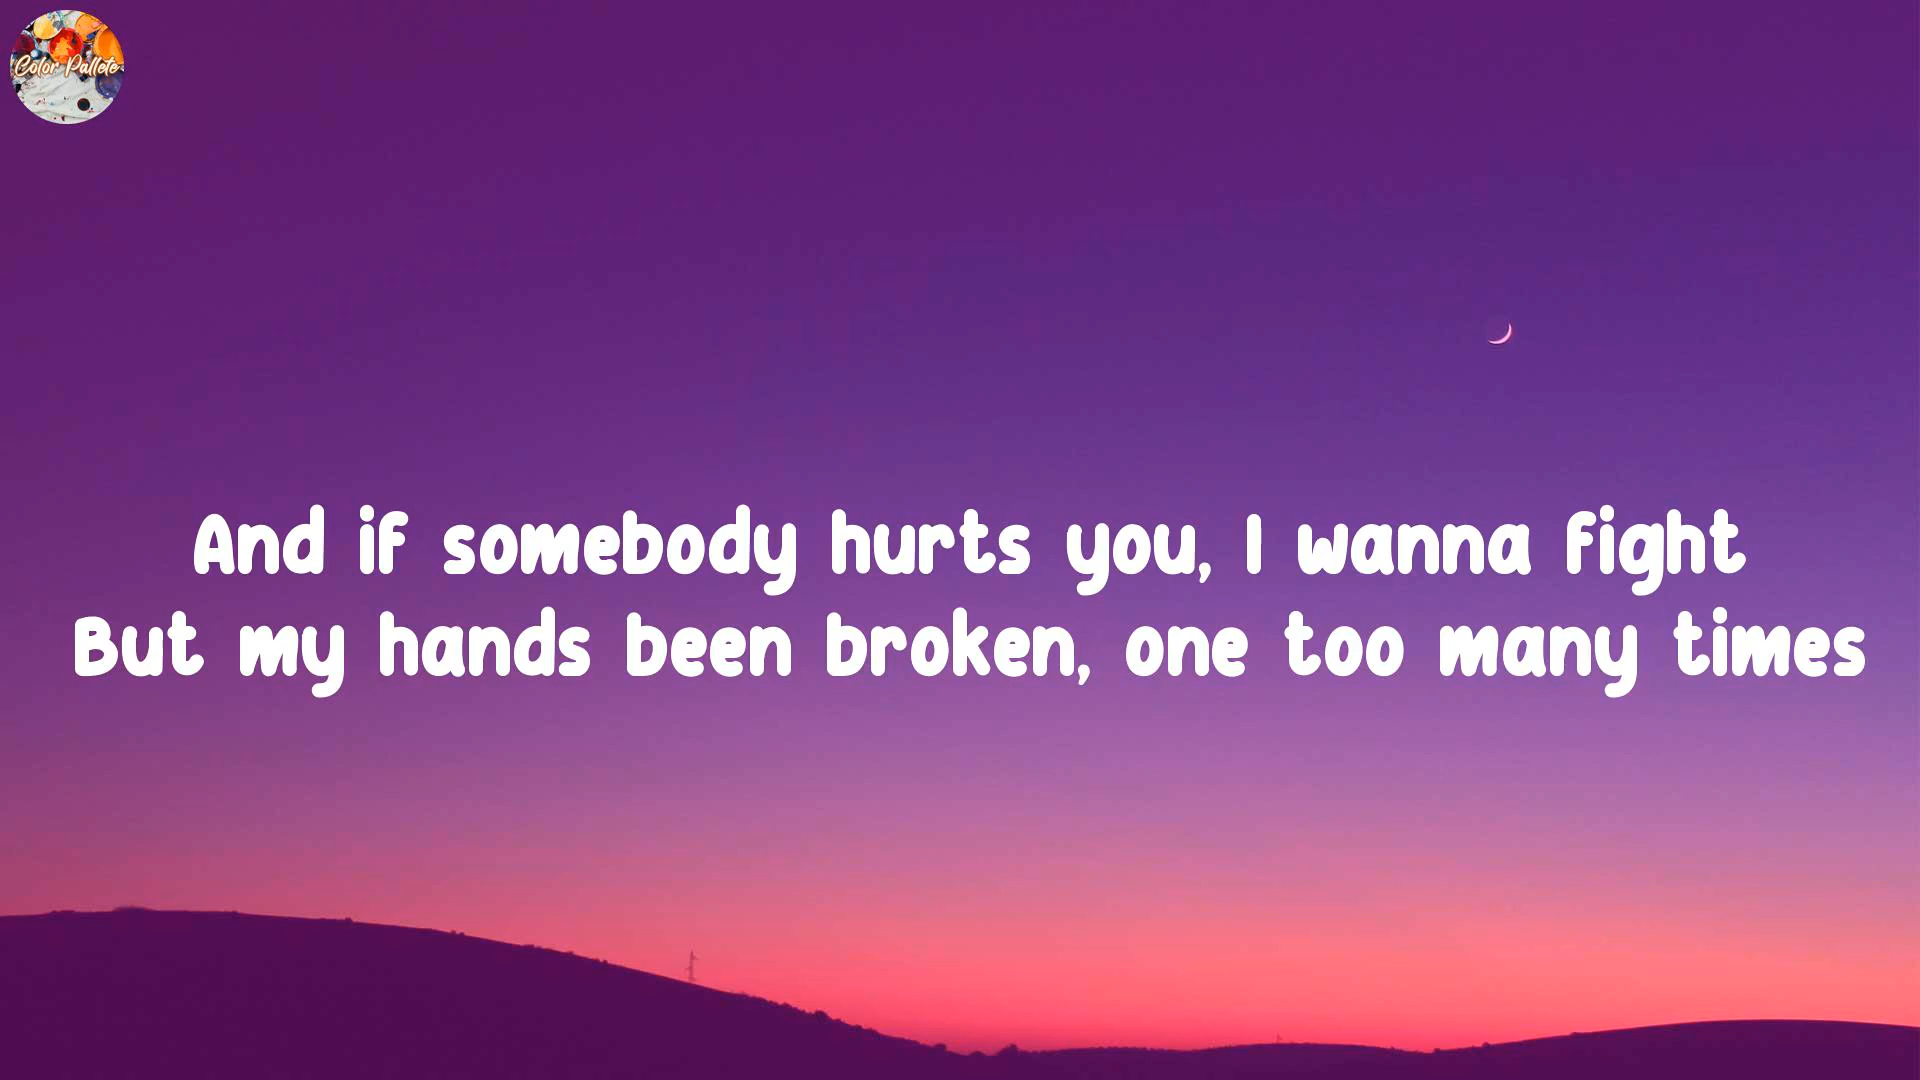 Color Pallete
And if somebody hurts you, I wanna fight
But my hands been broken, one too many times